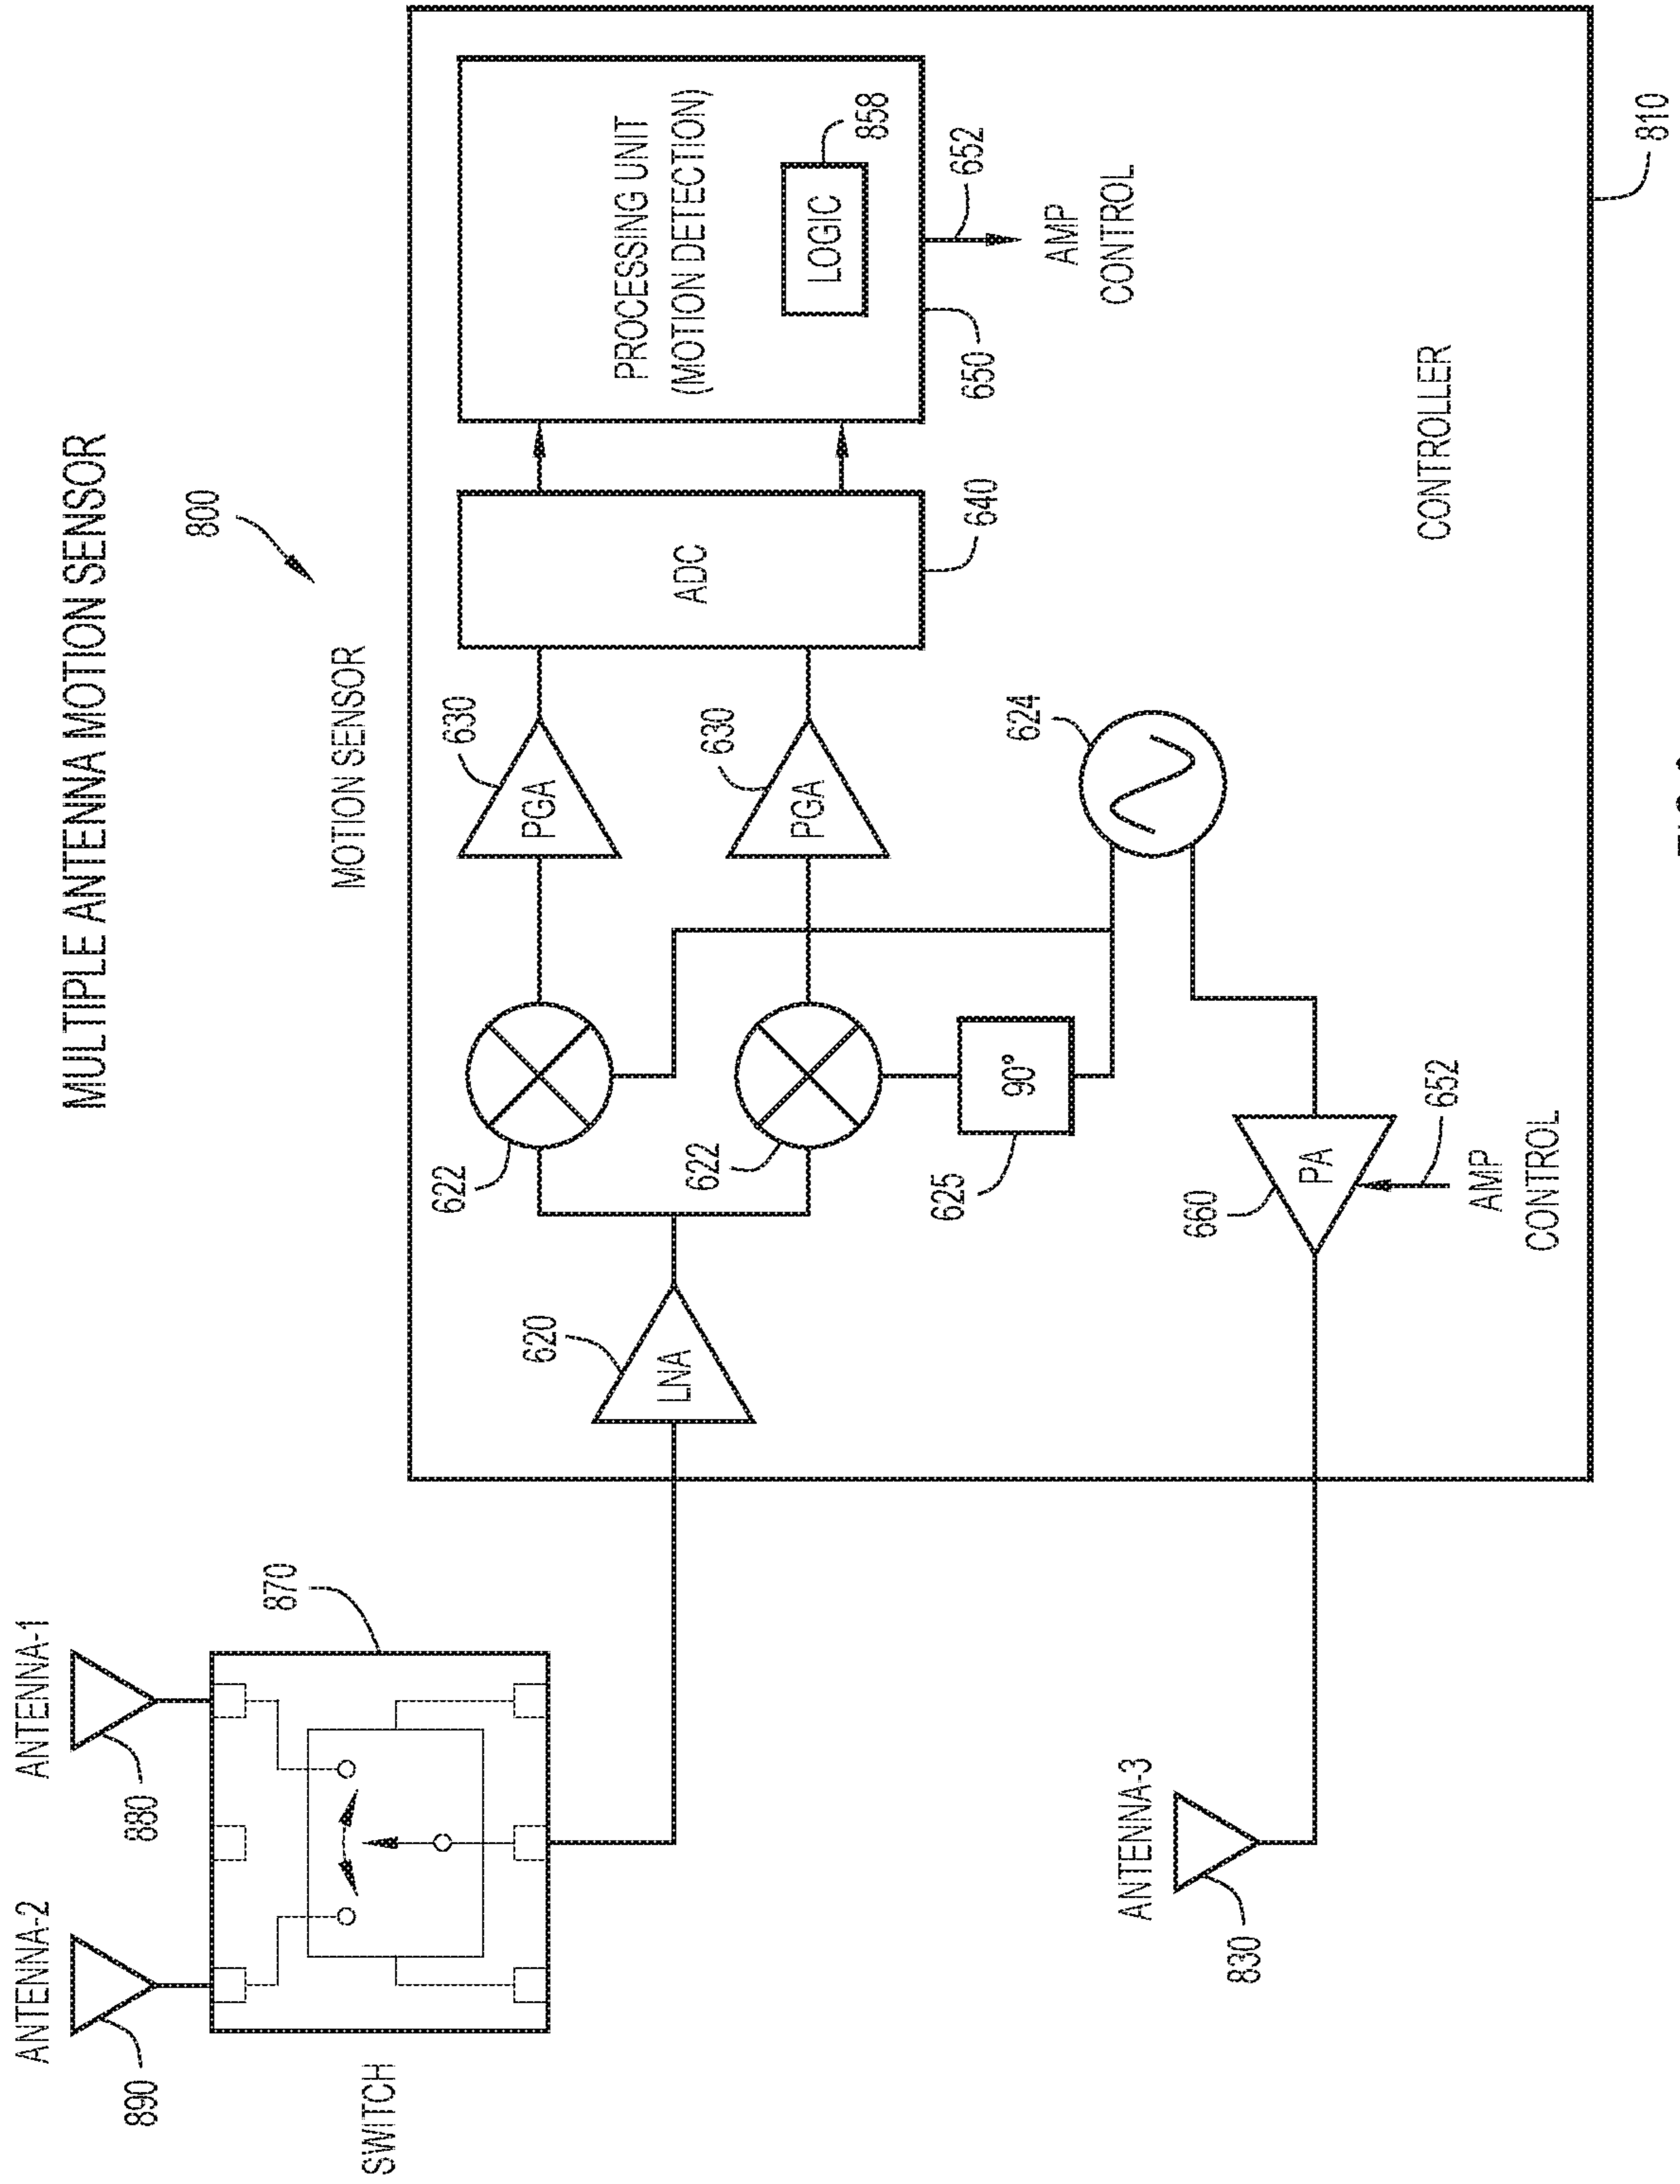 MULTIPLE ANTENNA MOTION SENSOR
800
MOTION SENSOR
ANTENNA-2
890
ANTENNA-1
880
870
SWITCH
620
LNA
622
622
630
PGA
630
PGA
ADC
640
PROCESSING UNIT
(MOTION DETECTION)
LOGIC
858
650
652
AMP
CONTROL
625
90°
624
660
PA
652
AMP
CONTROL
ANTENNA-3
830
CONTROLLER
810